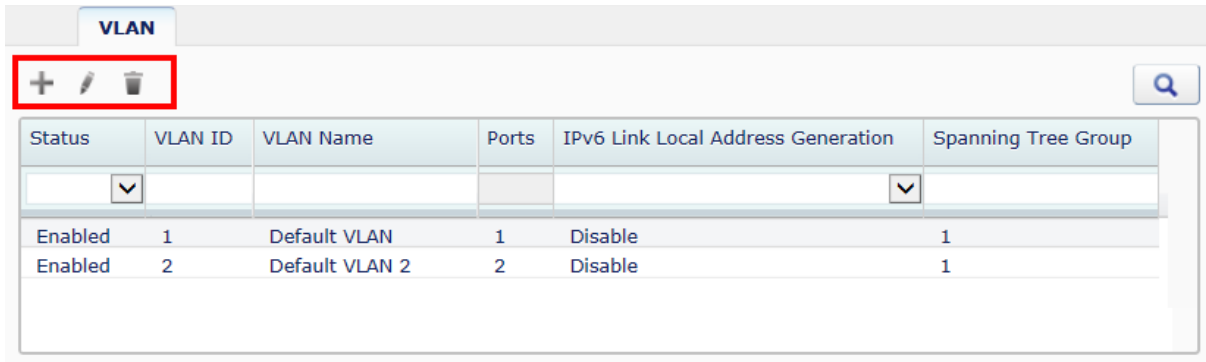 VLAN
Status VLAN ID VLAN Name Ports IPv6 Link Local Address Generation Spanning Tree Group
Enabled 1 Default VLAN 1 Disable 1
Enabled 2 Default VLAN 2 2 Disable 1